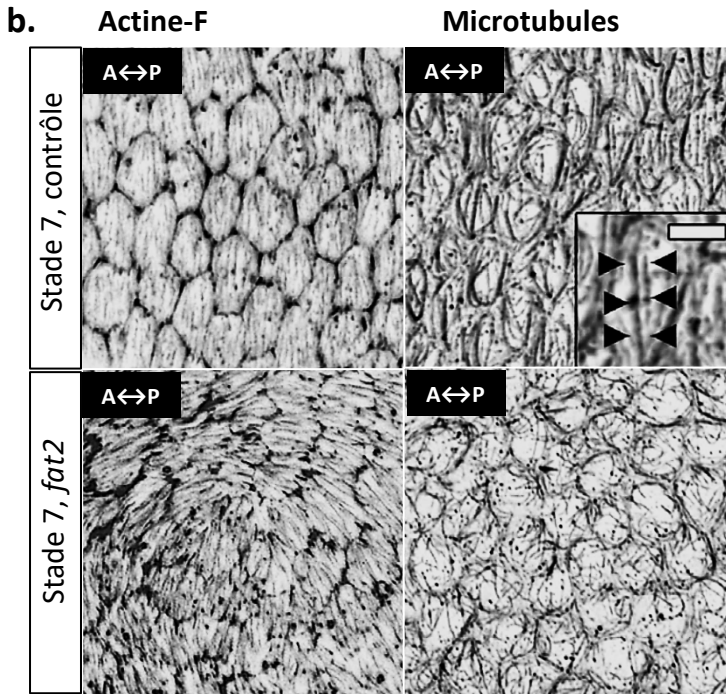 b.
Actine-F
Microtubules
Stade 7, contrôle
A↔P
A↔P
Stade 7, fat2
A↔P
A↔P